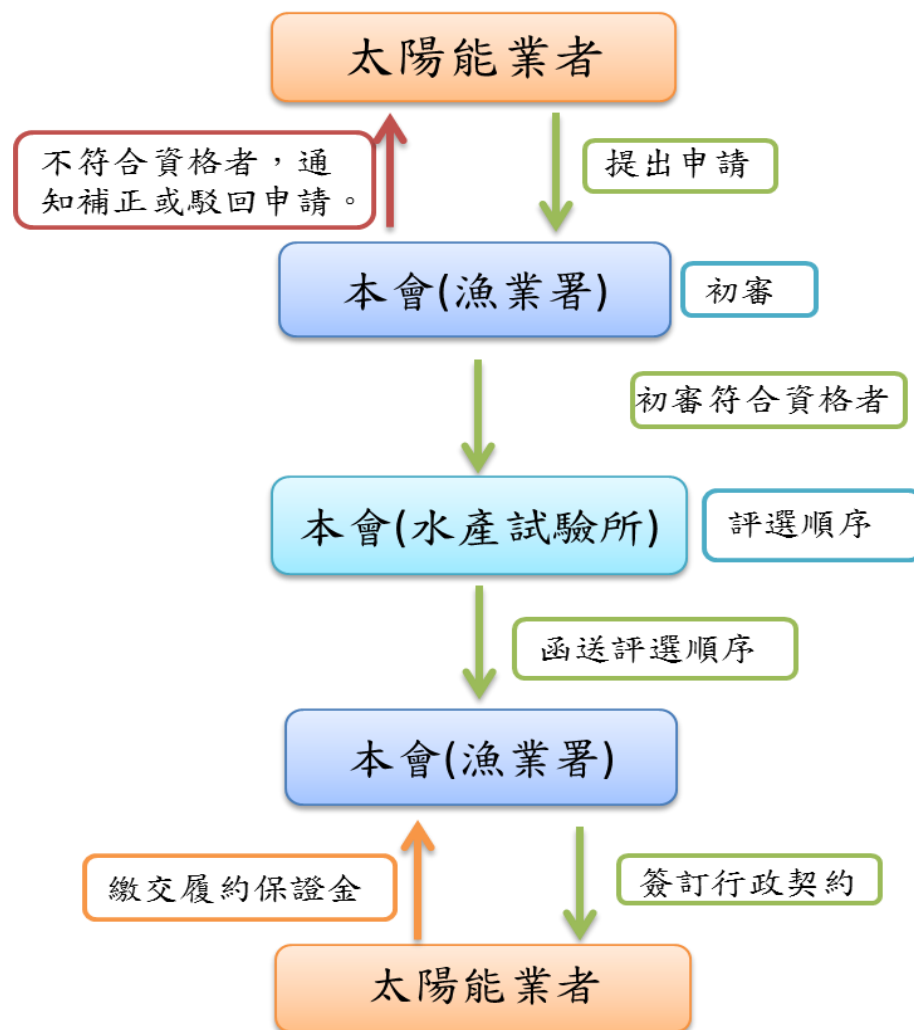 太陽能業者
不符合資格者，通
知補正或駁回申請。
提出申請
本會(漁業署)
初審
初審符合資格者
本會(水產試驗所)
評選順序
函送評選順序
本會(漁業署)
繳交履約保證金
簽訂行政契約
太陽能業者